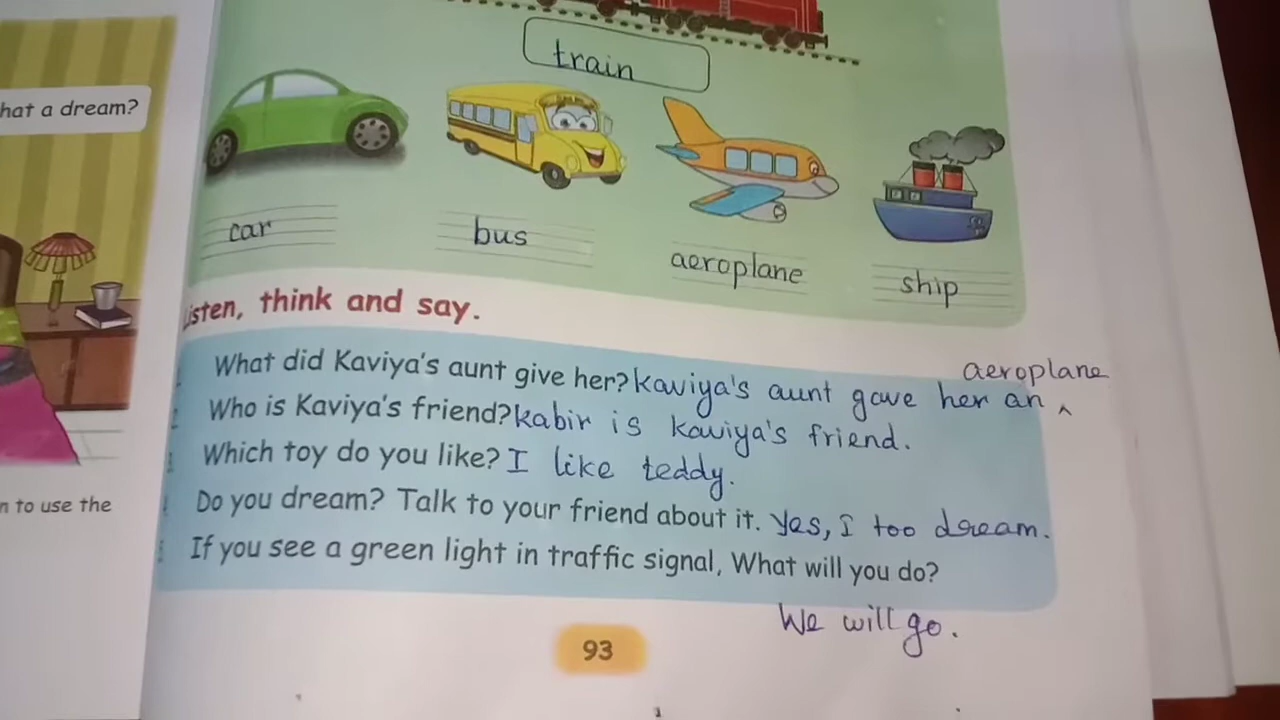 hat a dream?
train
car
bus
aeroplane
ship
Listen, think and say.
aeroplane
What did Kaviya's aunt give her? Kaviya's aunt gave her an ^
Who is Kaviya's friend? Kabir is Kaviya's friend.
Which toy do you like? I like teddy.
Do you dream? Talk to your friend about it. Yes, I too dream.
If you see a green light in traffic signal, What will you do?
We will go.
n to use the
93